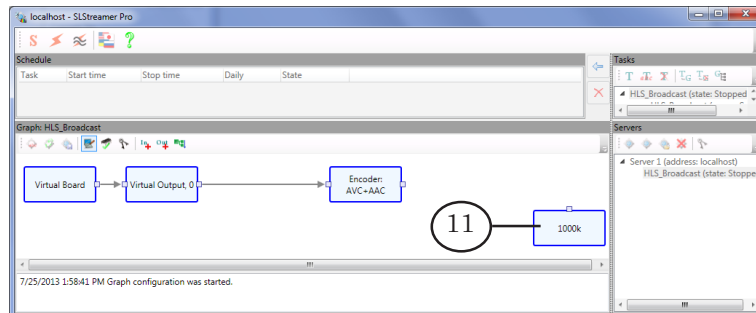 localhost - SLStreamer Pro
Schedule
Task Start time Stop time Daily State
Tasks
HLS_Broadcast (state: Stopped
Graph: HLS_Broadcast
In Out
Servers
Server 1 (address: localhost)
HLS_Broadcast (state: Stoppe
Virtual Board
Virtual Output, 0
Encoder:
AVC+AAC
11
1000k
7/25/2013 1:58:41 PM Graph configuration was started.